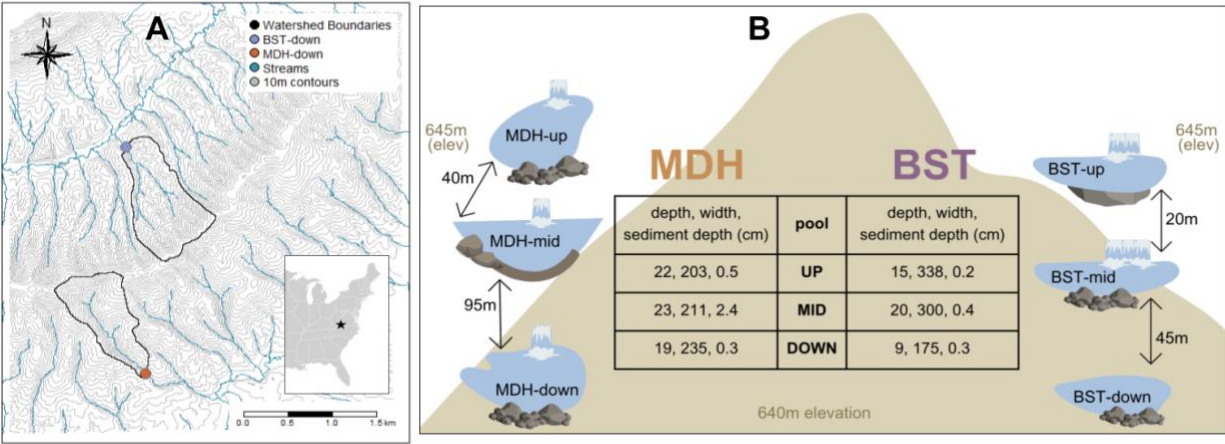 A
N
Watershed Boundaries
BST-down
MDH-down
Streams
10m contours
0.0 0.5 1.0 1.5 km
B
645m
(elev)
MDH-up
40m
MDH-mid
95m
MDH-down
MDH
BST
depth, width,
sediment depth (cm)
pool
depth, width,
sediment depth (cm)
22, 203, 0.5 UP 15, 338, 0.2
23, 211, 2.4 MID 20, 300, 0.4
19, 235, 0.3 DOWN 9, 175, 0.3
640m elevation
645m
(elev)
BST-up
20m
BST-mid
45m
BST-down